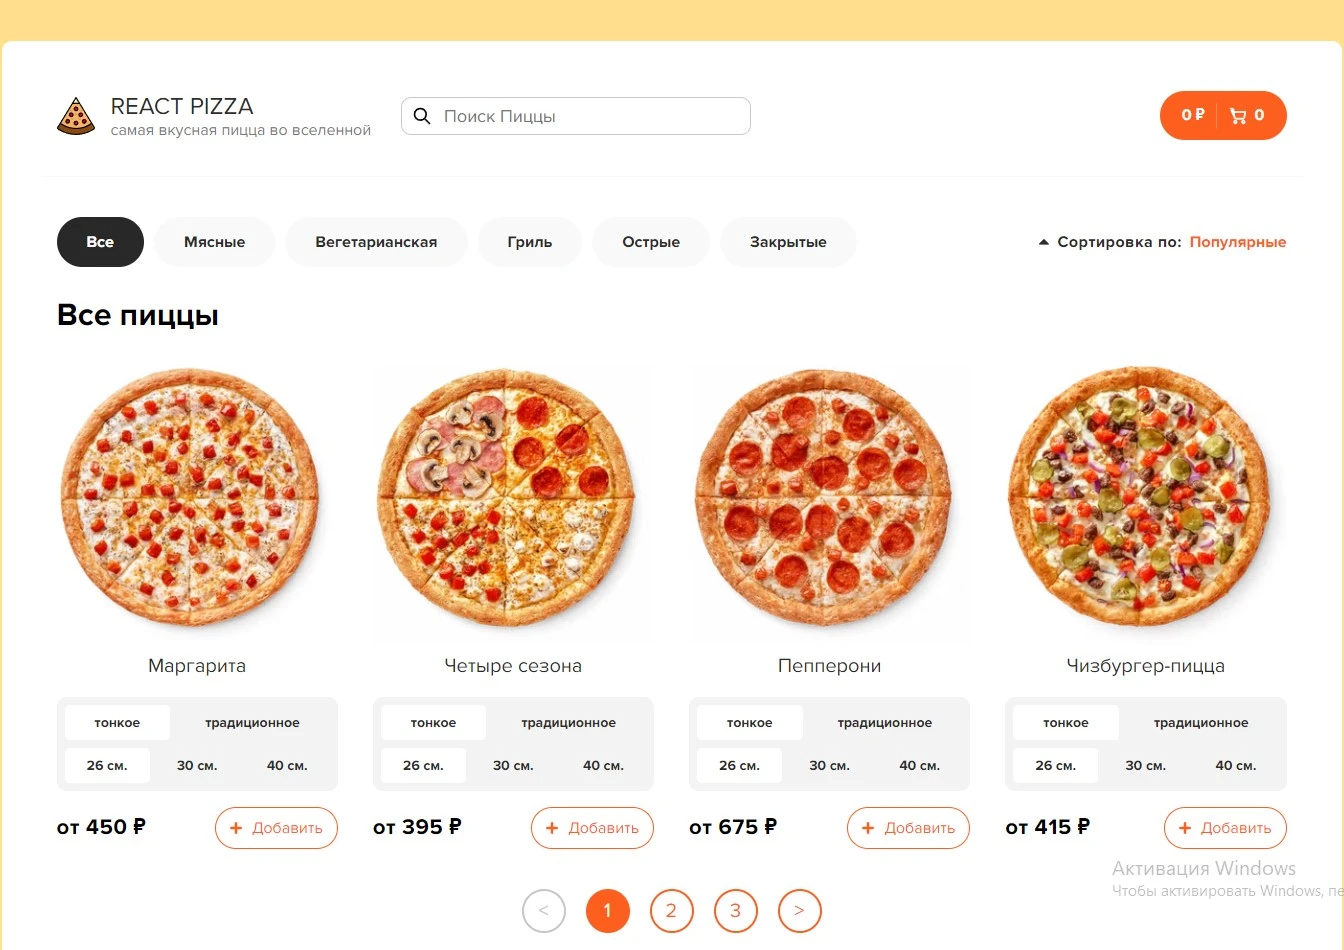 REACT PIZZA
самая вкусная пицца во вселенной
Поиск Пиццы
0 ₽ 0
Все Мясные Вегетарианская Гриль Острые Закрытые
Сортировка по: Популярные
Все пиццы
Маргарита Четыре сезона Пепперони Чизбургер-пицца
тонкое традиционное тонкое традиционное тонкое традиционное тонкое традиционное
26 см. 30 см. 40 см. 26 см. 30 см. 40 см. 26 см. 30 см. 40 см. 26 см. 30 см. 40 см.
от 450 ₽ + Добавить от 395 ₽ + Добавить от 675 ₽ + Добавить от 415 ₽ + Добавить
Активация Windows
Чтобы активировать Windows, пе
< 1 2 3 >